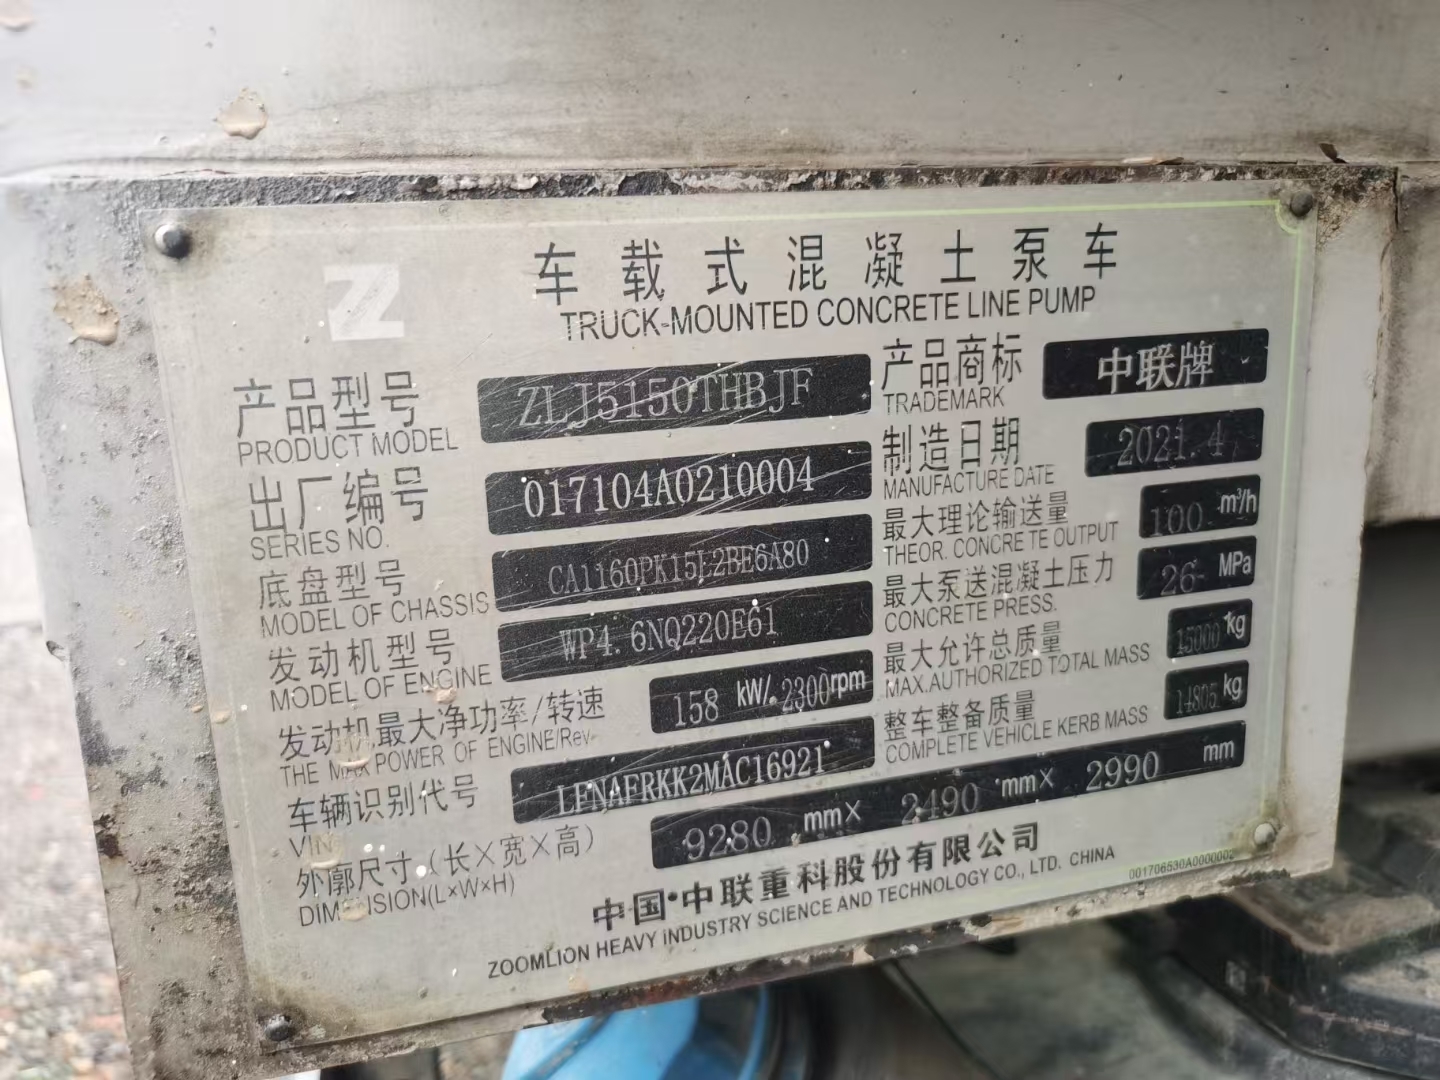 Z
车载式混凝土泵车
TRUCK-MOUNTED CONCRETE LINE PUMP
产品型号 ZLJ5150THBJF
PRODUCT MODEL
产品商标 中联牌
TRADEMARK
出厂编号 017104A0210004
SERIES NO.
制造日期 2021.4
MANUFACTURE DATE
底盘型号 CA1160PK15L2BE6A80
MODEL OF CHASSIS
最大理论输送量 100 m³/h
THEOR. CONCRETE OUTPUT
发动机型号 WP4.6NQ220E61
MODEL OF ENGINE
最大泵送混凝土压力 26 MPa
CONCRETE PRESS.
发动机最大净功率/转速 158 kW/ 2300rpm
THE MAX POWER OF ENGINE/Rev.
最大允许总质量 15000 kg
MAX.AUTHORIZED TOTAL MASS
车辆识别代号 LFNAFRKK2MAC16921
VIN
整车整备质量 14805 kg
COMPLETE VEHICLE KERB MASS
外廓尺寸(长×宽×高) 9280 mm× 2490 mm× 2990 mm
DIMENSION(L×W×H)
中国·中联重科股份有限公司
ZOOMLION HEAVY INDUSTRY SCIENCE AND TECHNOLOGY CO., LTD. CHINA
001706530A0000002